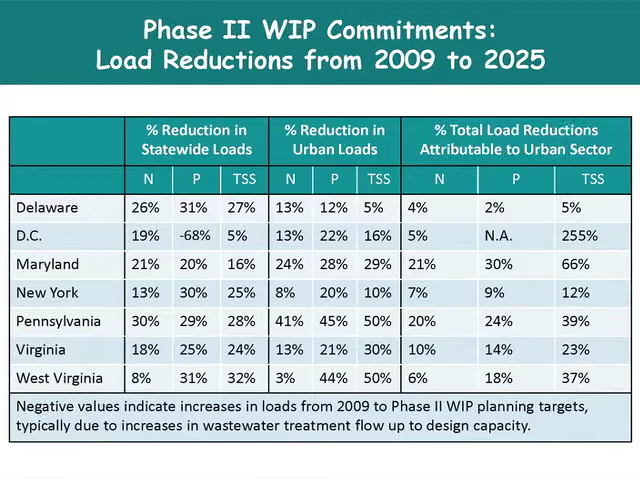 Phase II WIP Commitments:
Load Reductions from 2009 to 2025
% Reduction in Statewide Loads % Reduction in Urban Loads % Total Load Reductions Attributable to Urban Sector
N P TSS N P TSS N P TSS
Delaware 26% 31% 27% 13% 12% 5% 4% 2% 5%
D.C. 19% -68% 5% 13% 22% 16% 5% N.A. 255%
Maryland 21% 20% 16% 24% 28% 29% 21% 30% 66%
New York 13% 30% 25% 8% 20% 10% 7% 9% 12%
Pennsylvania 30% 29% 28% 41% 45% 50% 20% 24% 39%
Virginia 18% 25% 24% 13% 21% 30% 10% 14% 23%
West Virginia 8% 31% 32% 3% 44% 50% 6% 18% 37%
Negative values indicate increases in loads from 2009 to Phase II WIP planning targets,
typically due to increases in wastewater treatment flow up to design capacity.